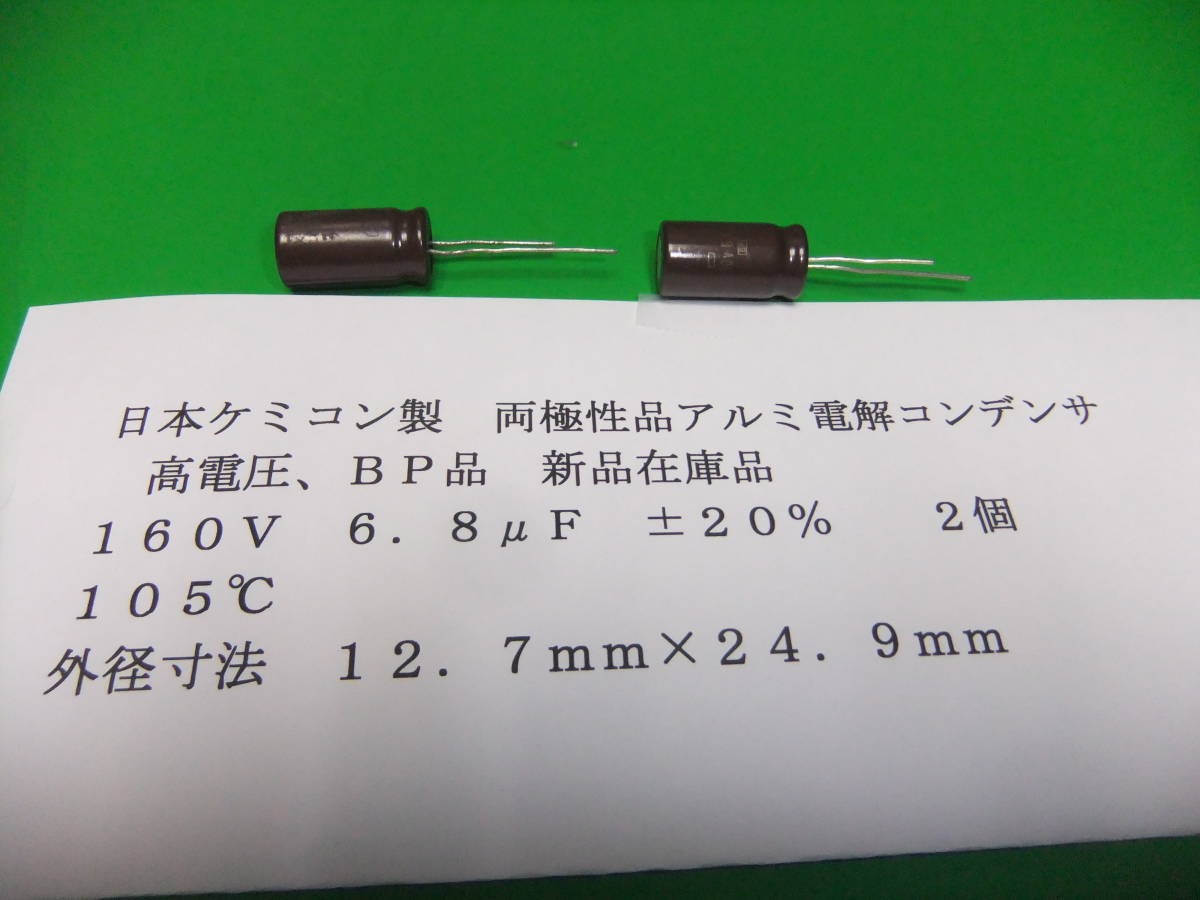 日本ケミコン製　両極性品アルミ電解コンデンサ
高電圧、ＢＰ品　新品在庫品
１６０Ｖ　６．８μＦ　±２０％　　２個
１０５℃
外径寸法　１２．７ｍｍ×２４．９ｍｍ